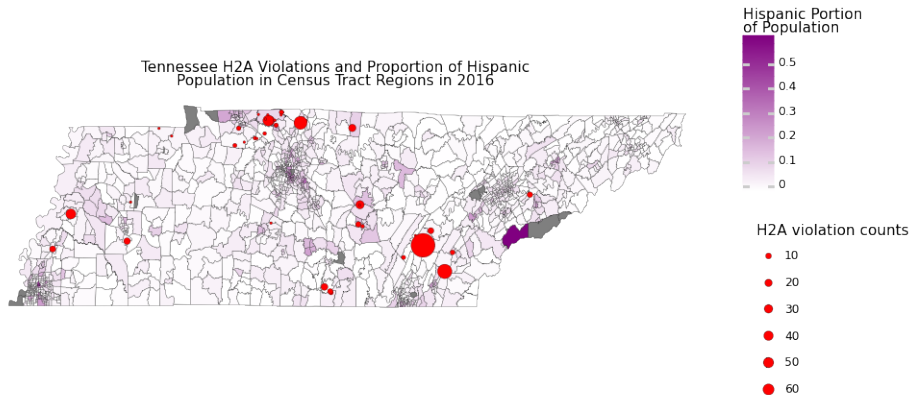 Hispanic Portion
of Population
Tennessee H2A Violations and Proportion of Hispanic
Population in Census Tract Regions in 2016
0.5
0.4
0.3
0.2
0.1
0
H2A violation counts
10
20
30
40
50
60